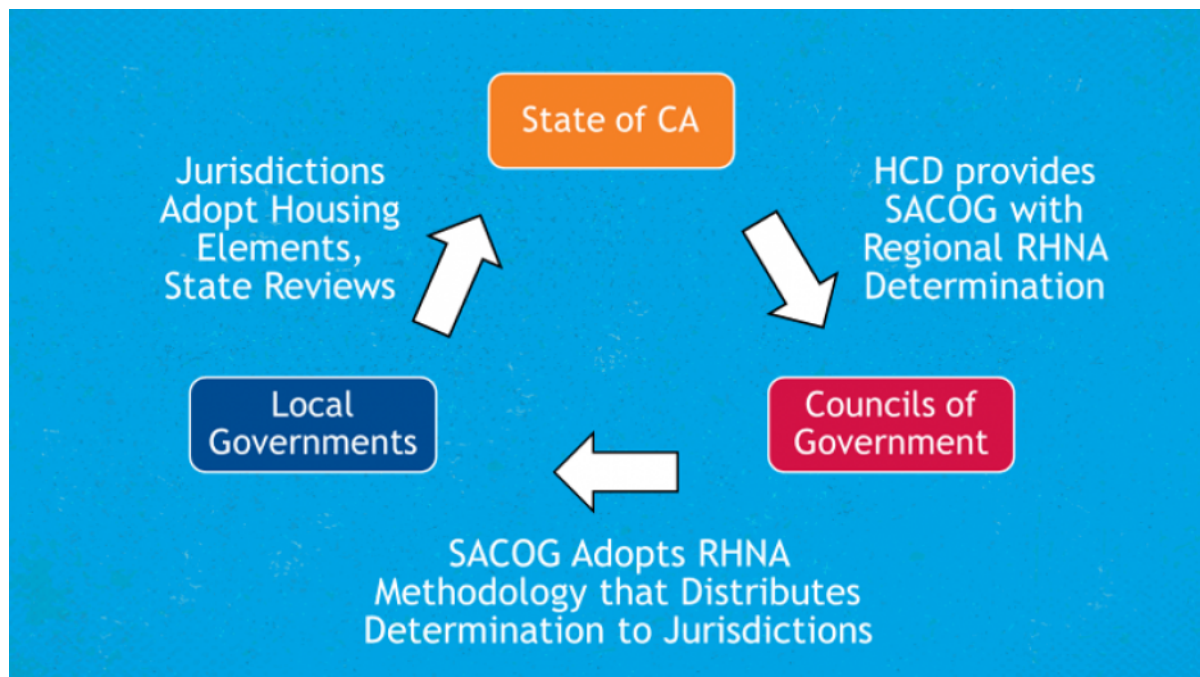 State of CA
HCD provides
SACOG with
Regional RHNA
Determination
Councils of
Government
SACOG Adopts RHNA
Methodology that Distributes
Determination to Jurisdictions
Local
Governments
Jurisdictions
Adopt Housing
Elements,
State Reviews